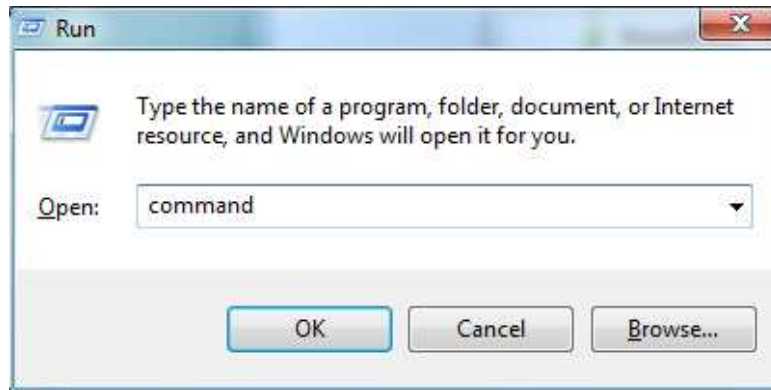 Run
Type the name of a program, folder, document, or Internet
resource, and Windows will open it for you.
Open: command
OK Cancel Browse...